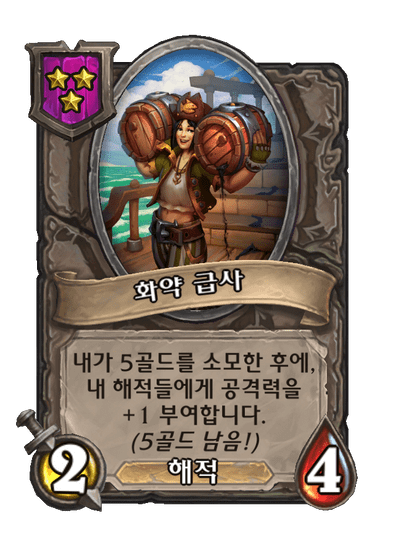 화약 급사
내가 5골드를 소모한 후에,
내 해적들에게 공격력을
+1 부여합니다.
(5골드 남음!)
해적
2
4